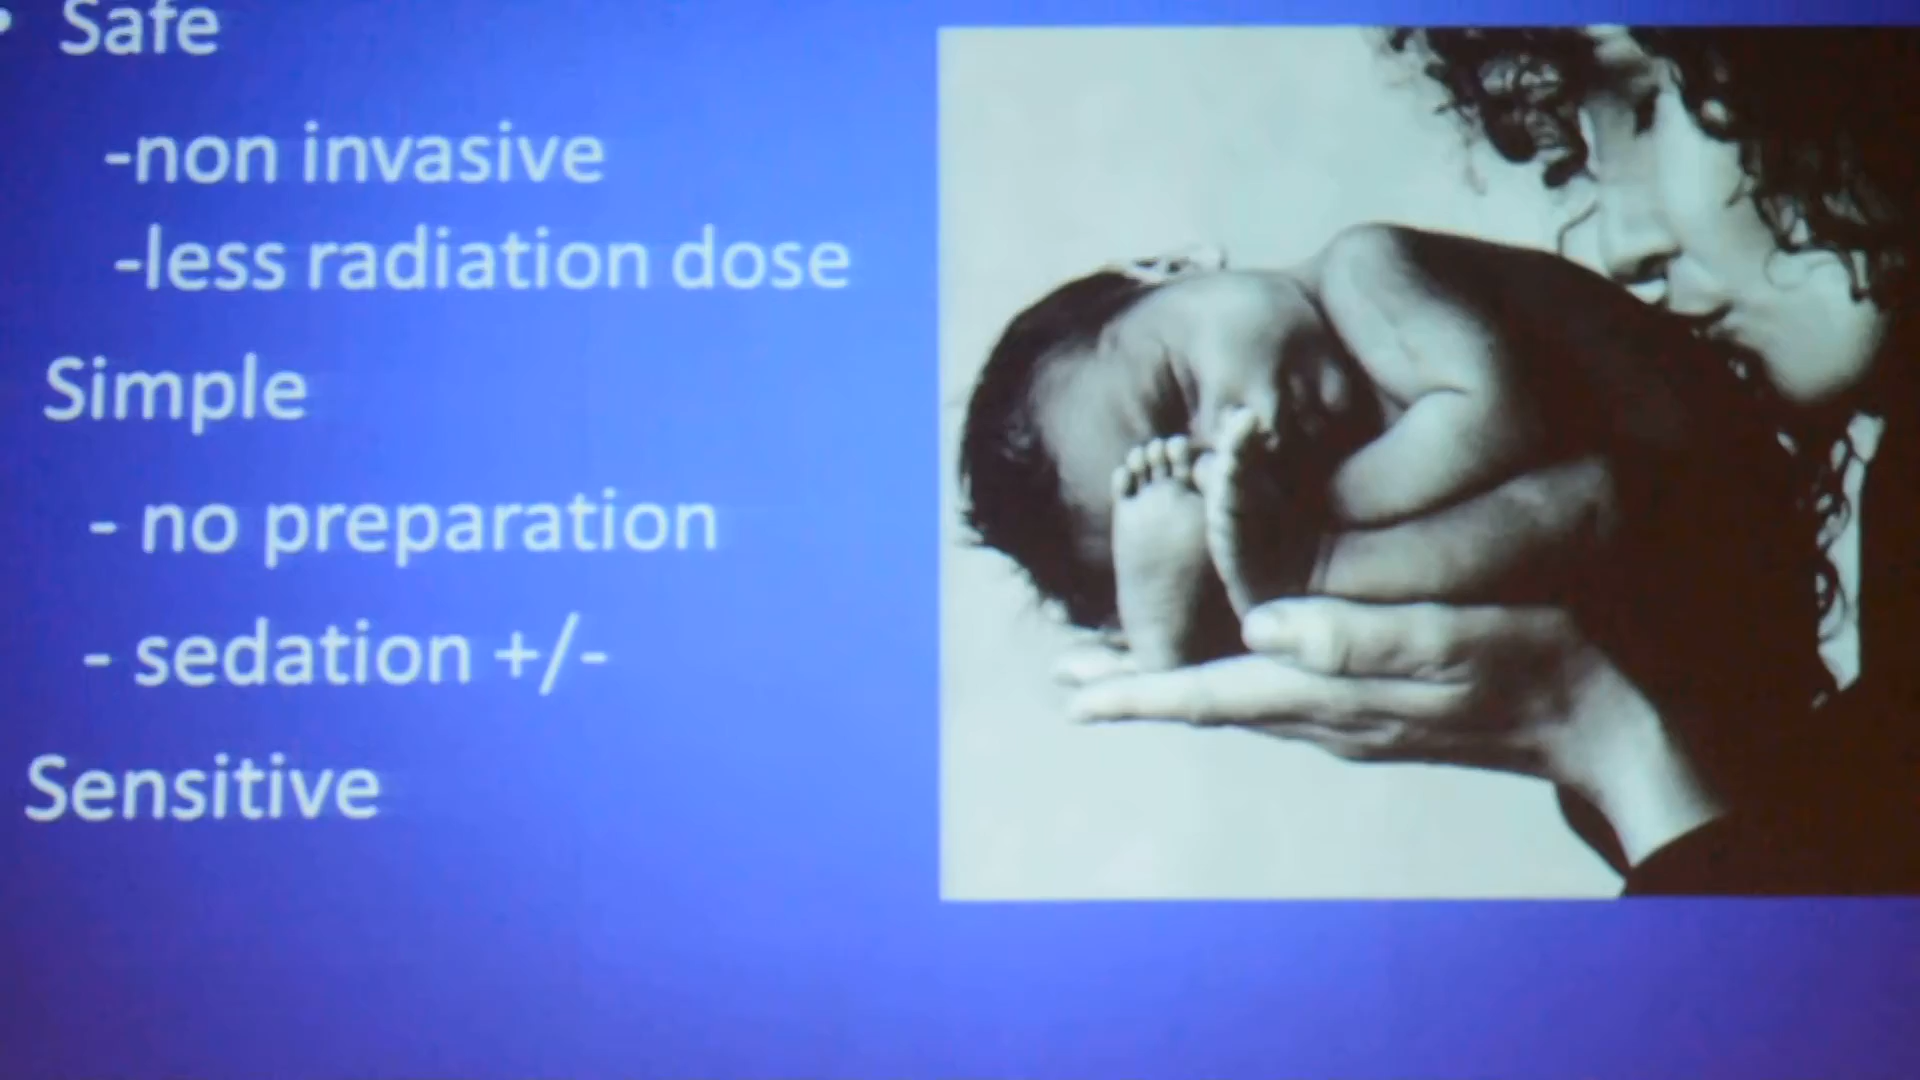 • Safe
-non invasive
-less radiation dose
Simple
- no preparation
- sedation +/-
Sensitive